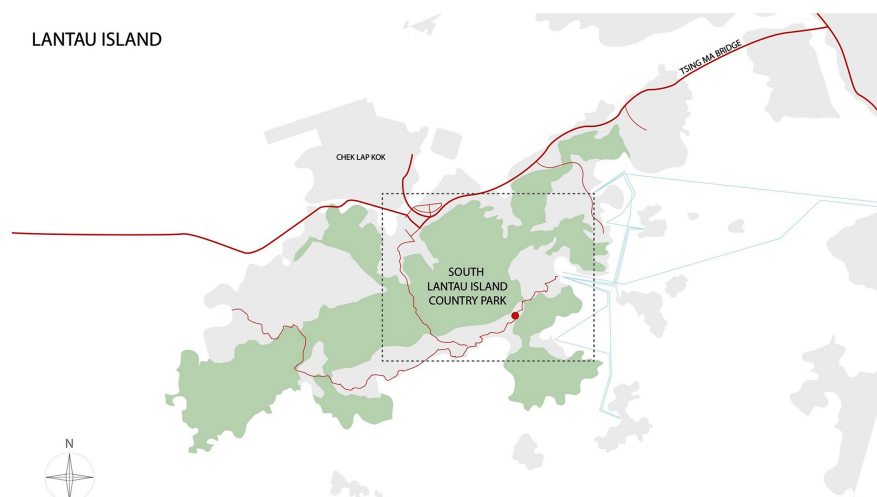 LANTAU ISLAND
TSING MA BRIDGE
CHEK LAP KOK
SOUTH
LANTAU ISLAND
COUNTRY PARK
N